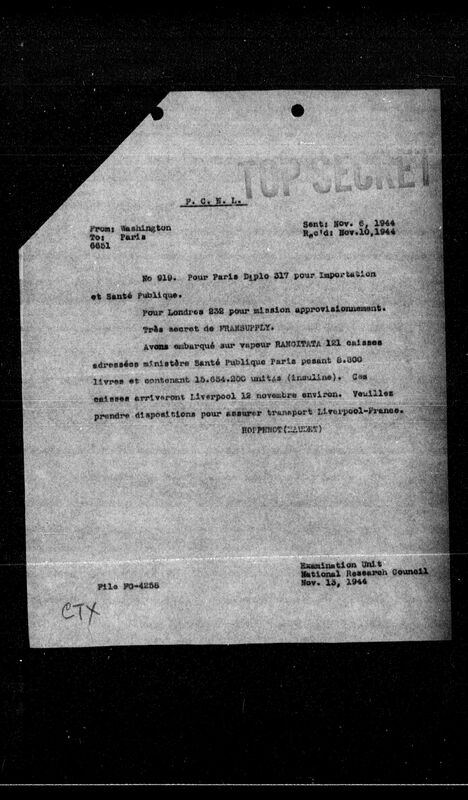 TOP SECRET
F. C. N. L.
From: Washington
To: Paris
6651
Sent: Nov. 6, 1944
Rec'd: Nov.10,1944
No 919. Pour Paris Diplo 317 pour Importation
et Santé Publique.
Pour Londres 232 pour mission approvisionnement.
Très secret de FRANSUPPLY.
Avons embarqué sur vapeur RANGITATA 121 caisses
adressées ministère Santé Publique Paris pesant 8.800
livres et contenant 15.654.200 unités (insuline). Ces
caisses arriveront Liverpool 12 novembre environ. Veuillez
prendre dispositions pour assurer transport Liverpool-France.
HOPPENOT
Examination Unit
National Research Council
Nov. 13, 1944
File FG-4258
CTX